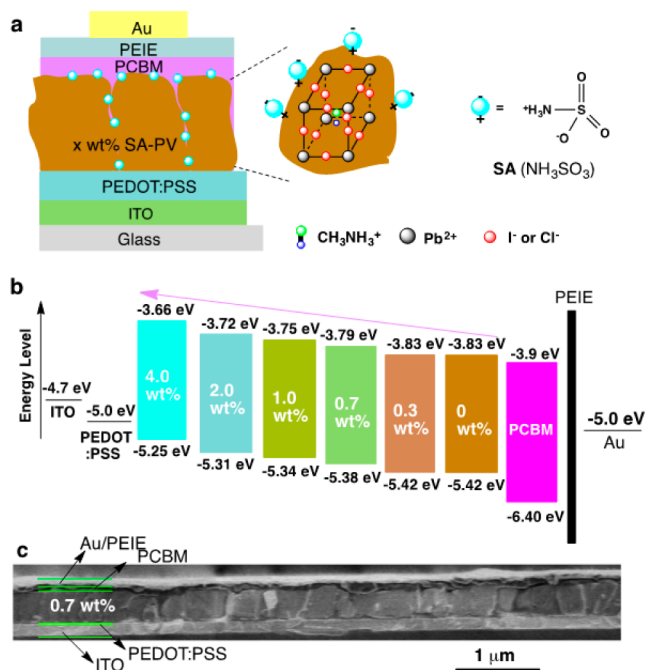 a
Au
PEIE
PCBM
x wt% SA-PV
PEDOT:PSS
ITO
Glass
- + - + - + - +
- + =
⁺H₃N S O O ⁻O
SA (NH₃SO₃)
CH₃NH₃⁺ Pb²⁺ I⁻ or Cl⁻
b
Energy Level
-4.7 eV
ITO
-5.0 eV
PEDOT
:PSS
-3.66 eV
4.0
wt%
-5.25 eV
-3.72 eV
2.0
wt%
-5.31 eV
-3.75 eV
1.0
wt%
-5.34 eV
-3.79 eV
0.7
wt%
-5.38 eV
-3.83 eV
0.3
wt%
-5.42 eV
-3.83 eV
0
wt%
-5.42 eV
-3.9 eV
PCBM
-6.40 eV
PEIE
-5.0 eV
Au
c
Au/PEIE
PCBM
0.7 wt%
PEDOT:PSS
ITO
1 μm